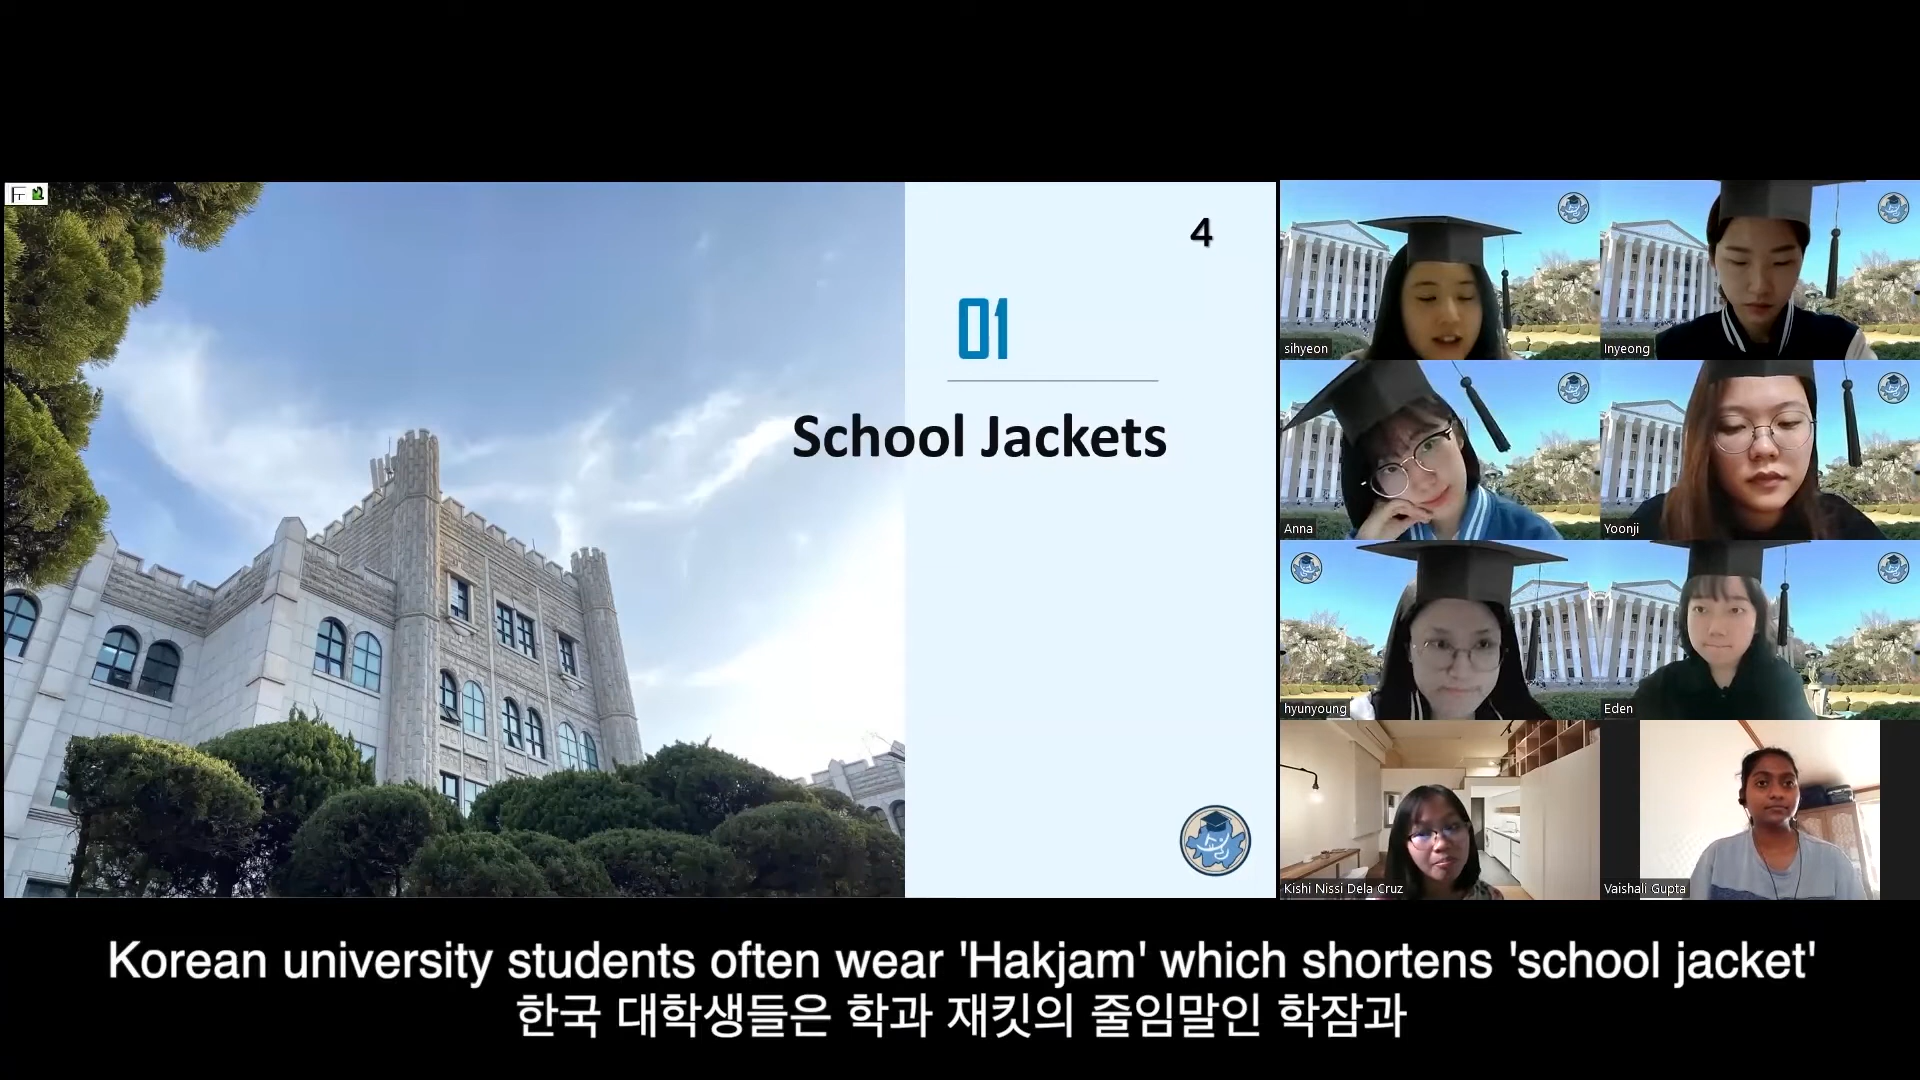 4
01
School Jackets
sihyeon
Inyeong
Anna
Yoonji
hyunyoung
Eden
Kishi Nissi Dela Cruz
Vaishali Gupta
Korean university students often wear 'Hakjam' which shortens 'school jacket'
한국 대학생들은 학과 재킷의 줄임말인 학잠과